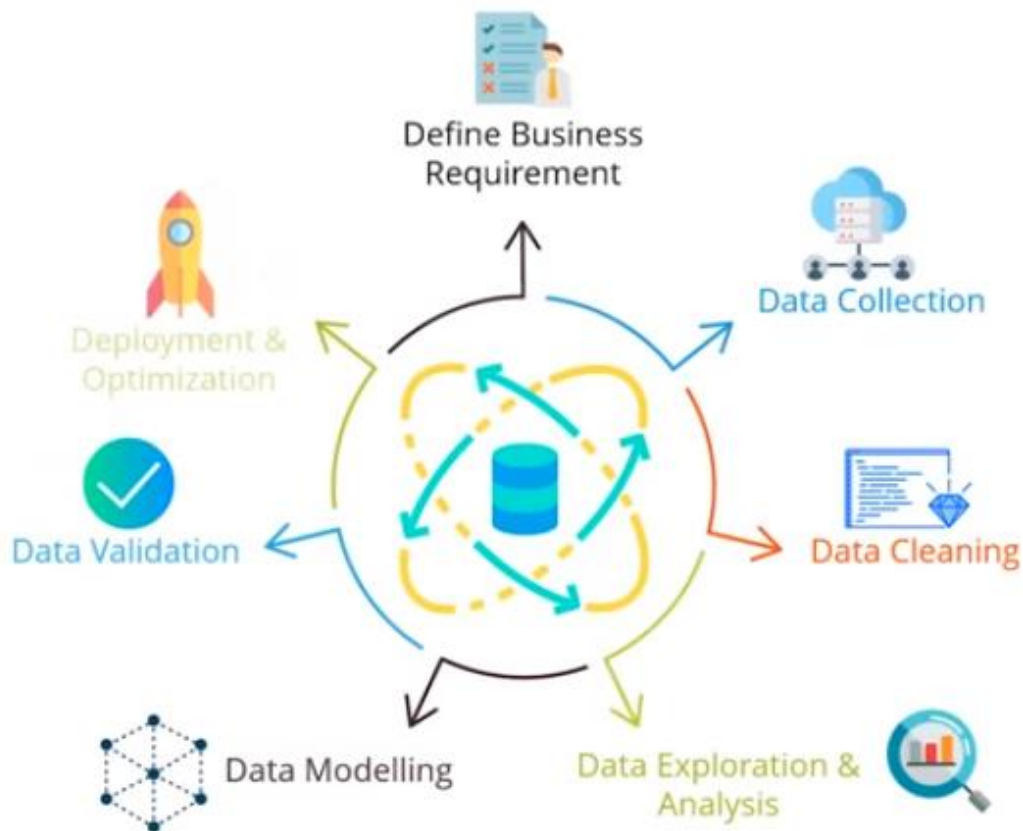 Define Business
Requirement
Data Collection
Data Cleaning
Data Exploration &
Analysis
Data Modelling
Data Validation
Deployment &
Optimization